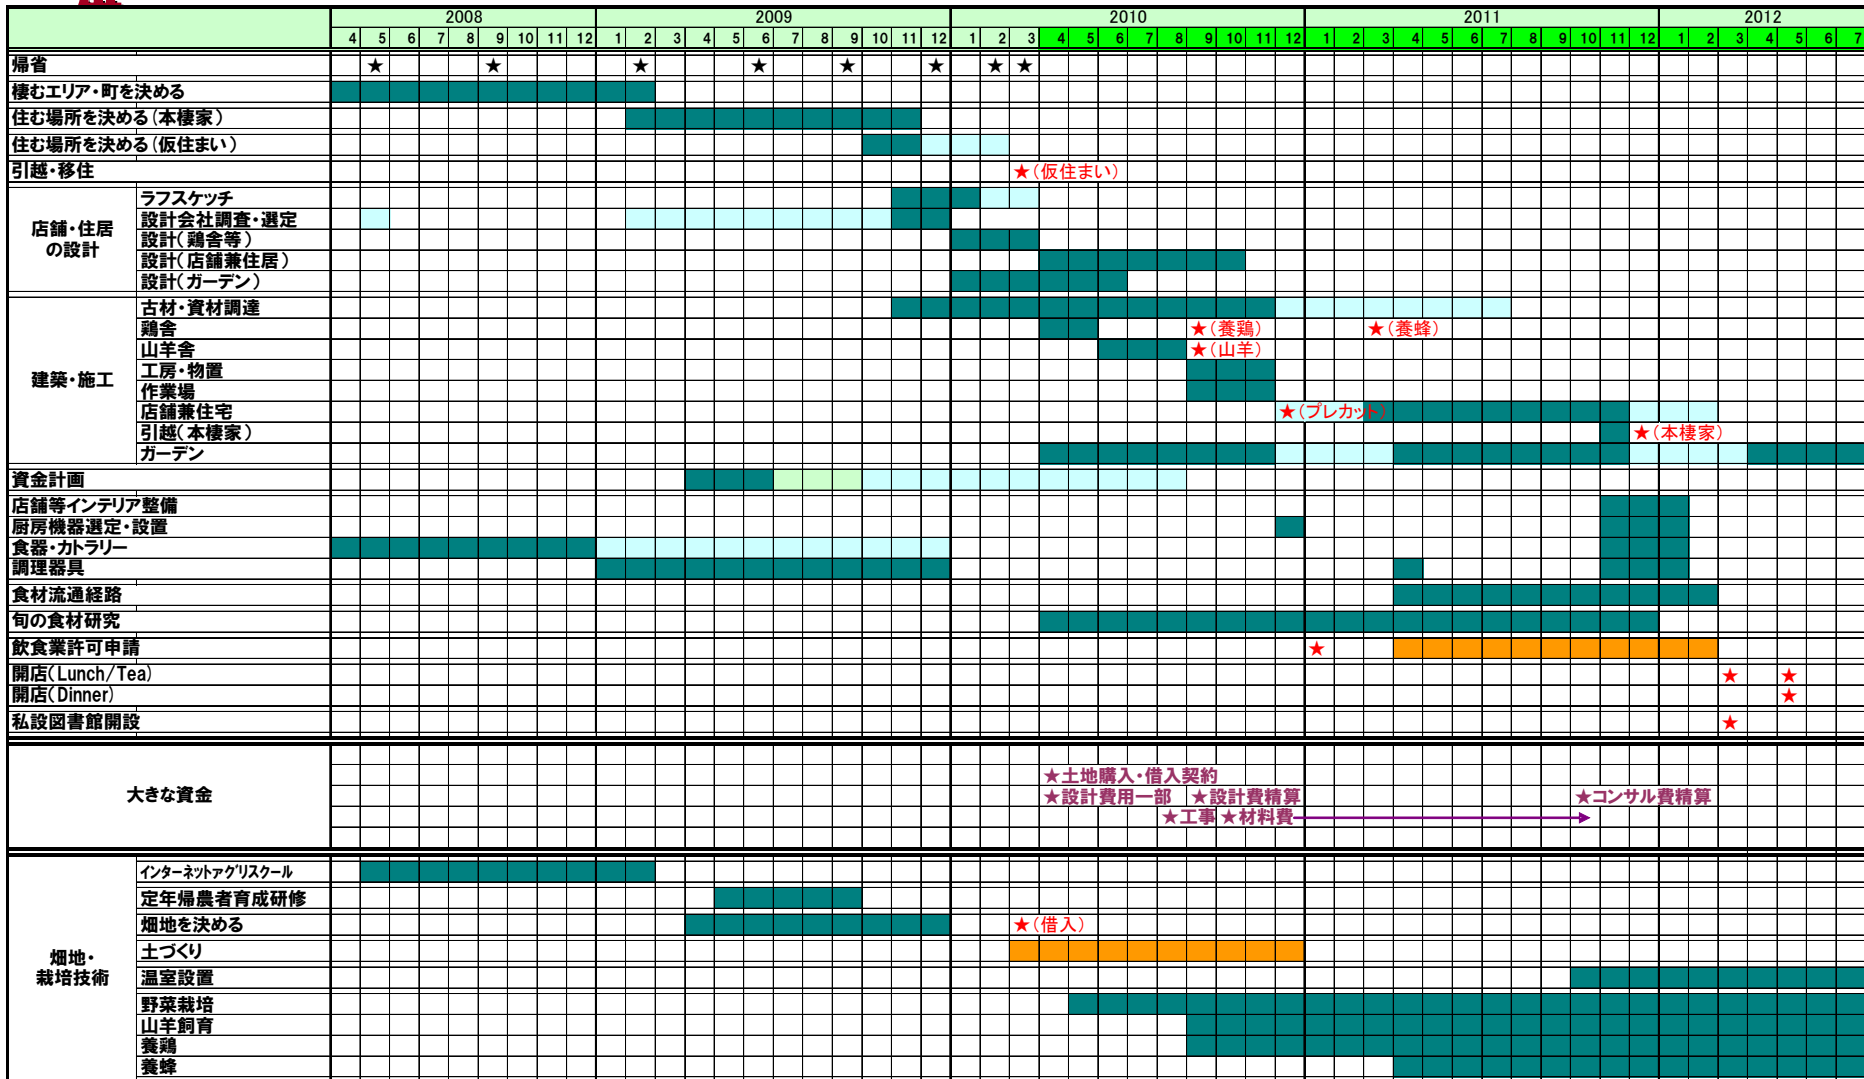 2008 2009 2010 2011 2012
4 5 6 7 8 9 10 11 12 1 2 3 4 5 6 7 8 9 10 11 12 1 2 3 4 5 6 7 8 9 10 11 12 1 2 3 4 5 6 7 8 9 10 11 12 1 2 3 4 5 6 7
帰省 ★ ★ ★ ★ ★ ★ ★ ★
棲むエリア・町を決める
住む場所を決める(本棲家)
住む場所を決める(仮住まい)
引越・移住 ★(仮住まい)
店舗・住居
の設計
ラフスケッチ
設計会社調査・選定
設計(鶏舎等)
設計(店舗兼住居)
設計(ガーデン)
建築・施工
古材・資材調達
鶏舎 ★(養鶏) ★(養蜂)
山羊舎 ★(山羊)
工房・物置
作業場
店舗兼住宅 ★(プレカット)
引越(本棲家) ★(本棲家)
ガーデン
資金計画
店舗等インテリア整備
厨房機器選定・設置
食器・カトラリー
調理器具
食材流通経路
旬の食材研究
飲食業許可申請 ★
開店(Lunch/Tea) ★ ★
開店(Dinner) ★
私設図書館開設 ★
大きな資金
★土地購入・借入契約
★設計費用一部 ★設計費精算 ★コンサル費精算
★工事 ★材料費
畑地・
栽培技術
インターネットアグリスクール
定年帰農者育成研修
畑地を決める ★(借入)
土づくり
温室設置
野菜栽培
山羊飼育
養鶏
養蜂